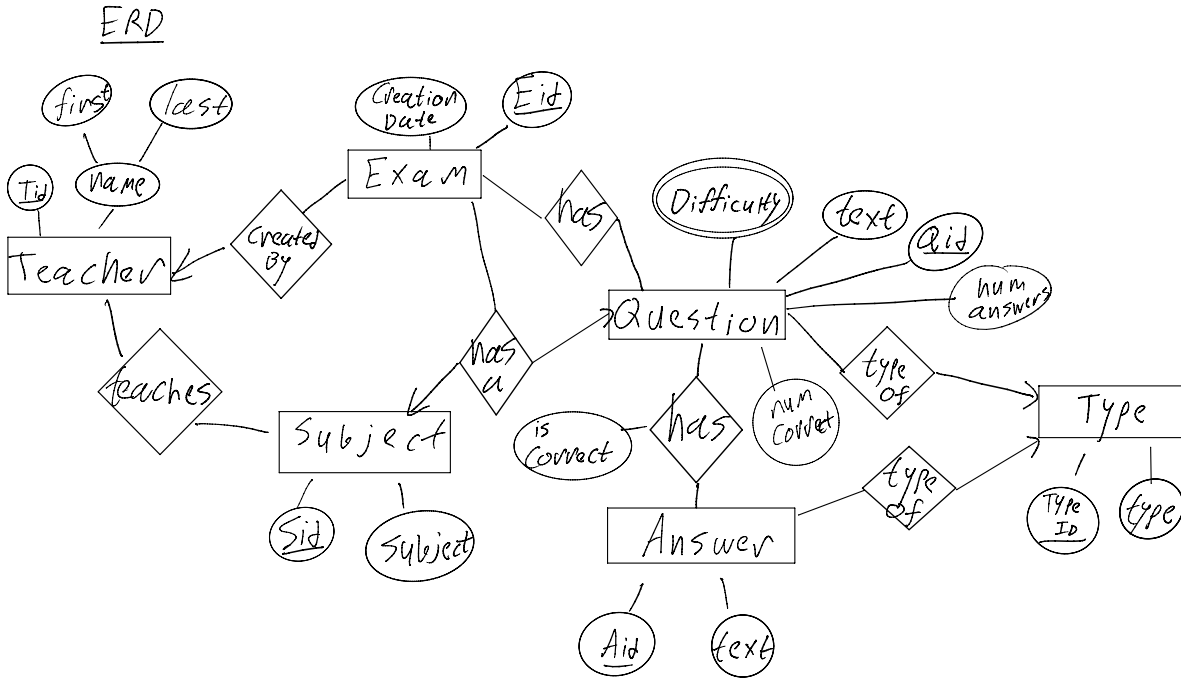 ERD
first
last
Creation
Date
Eid
Tid
name
Exam
Difficulty
text
Qid
num
answers
Teacher
Created
By
has
Question
has
a
type
of
teaches
Subject
is
Correct
has
num
Correct
Type
type
of
Sid
Subject
Answer
Type
ID
type
Aid
text